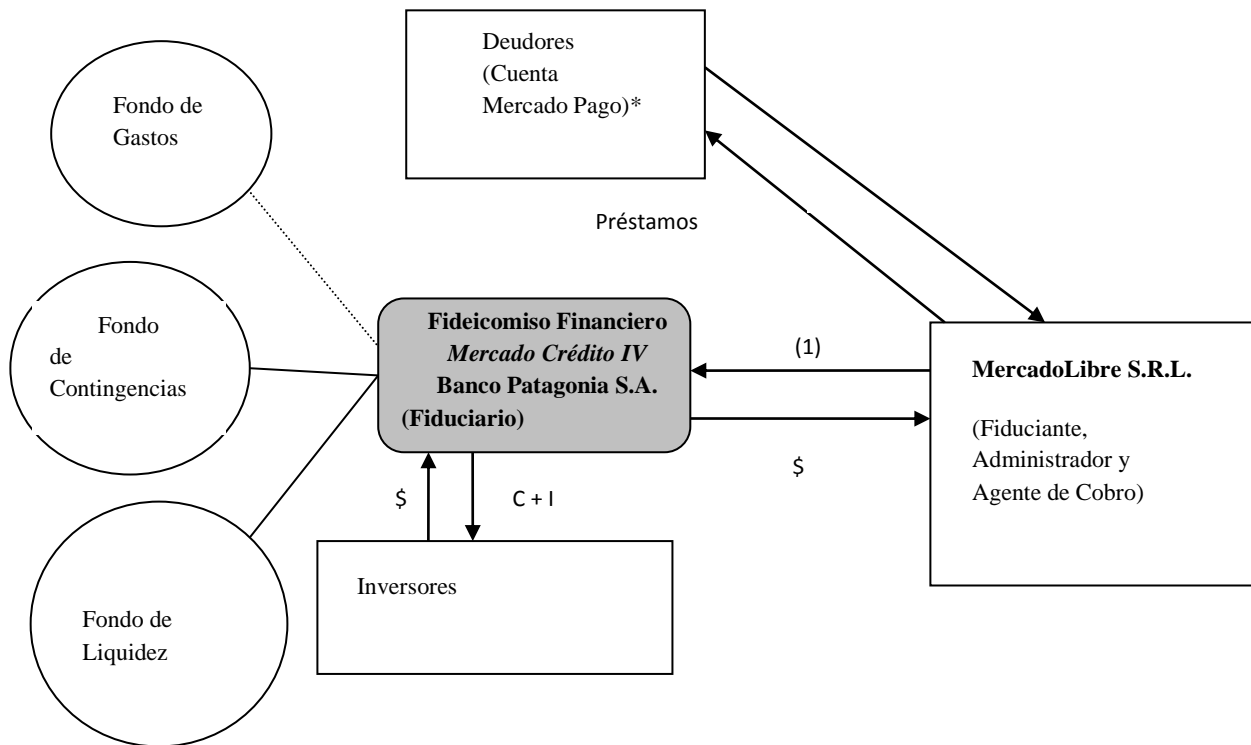 Deudores
(Cuenta
Mercado Pago)*
Fondo de
Gastos
Préstamos
Fondo
de
Contingencias
Fideicomiso Financiero
Mercado Crédito IV
Banco Patagonia S.A.
(Fiduciario)
(1)
$
MercadoLibre S.R.L.
(Fiduciante,
Administrador y
Agente de Cobro)
$
C + I
Inversores
Fondo de
Liquidez